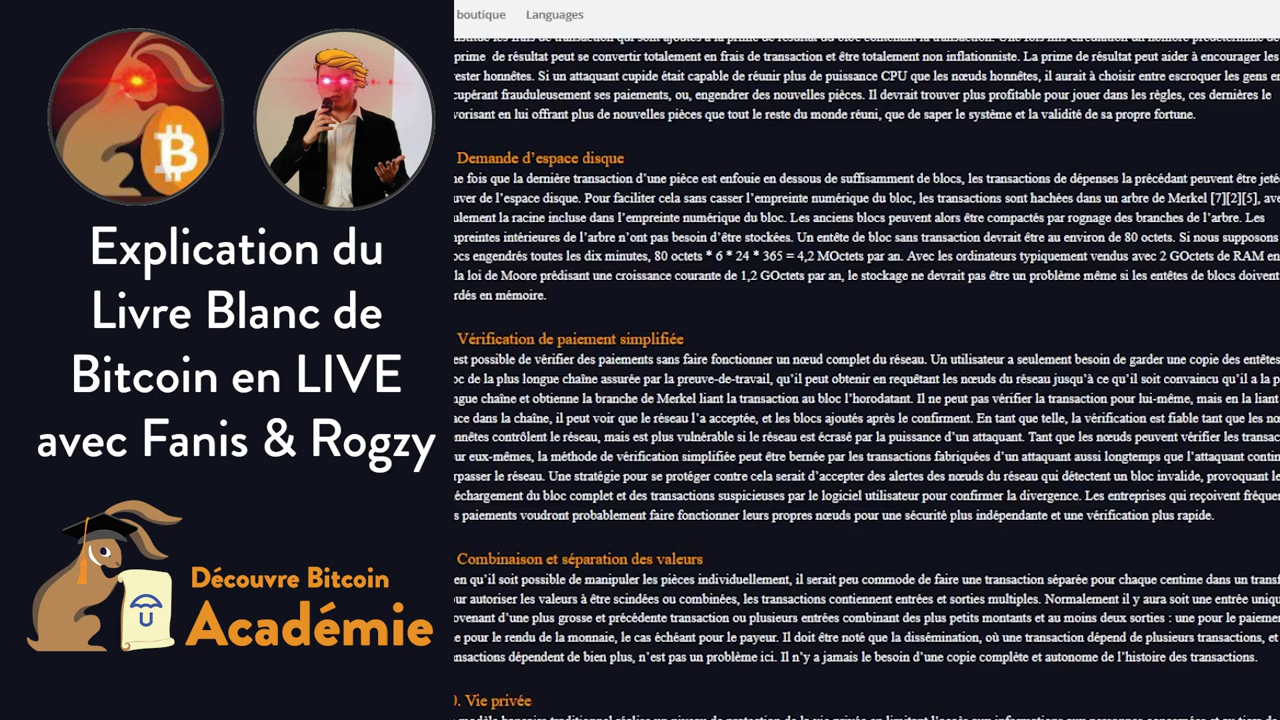 Explication du
Livre Blanc de
Bitcoin en LIVE
avec Fanis & Rogzy
Découvre Bitcoin
Académie
boutique Languages
prime de résultat peut se convertir totalement en frais de transaction et être totalement non inflationniste. La prime de résultat peut aider à encourager les
rester honnêtes. Si un attaquant cupide était capable de réunir plus de puissance CPU que les nœuds honnêtes, il aurait à choisir entre escroquer les gens en
cupérant frauduleusement ses paiements, ou, engendrer des nouvelles pièces. Il devrait trouver plus profitable pour jouer dans les règles, ces dernières le
vorisant en lui offrant plus de nouvelles pièces que tout le reste du monde réuni, que de saper le système et la validité de sa propre fortune.
Demande d'espace disque
ne fois que la dernière transaction d'une pièce est enfouie en dessous de suffisamment de blocs, les transactions de dépenses la précédant peuvent être jeté
uver de l'espace disque. Pour faciliter cela sans casser l'empreinte numérique du bloc, les transactions sont hachées dans un arbre de Merkel [7][2][5], ave
ulement la racine incluse dans l'empreinte numérique du bloc. Les anciens blocs peuvent alors être compactés par rognage des branches de l'arbre. Les
preintes intérieures de l'arbre n'ont pas besoin d'être stockées. Un entête de bloc sans transaction devrait être au environ de 80 octets. Si nous supposons
ocs engendrés toutes les dix minutes, 80 octets * 6 * 24 * 365 = 4,2 MOctets par an. Avec les ordinateurs typiquement vendus avec 2 GOctets de RAM en
la loi de Moore prédisant une croissance courante de 1,2 GOctets par an, le stockage ne devrait pas être un problème même si les entêtes de blocs doivent
rdés en mémoire.
Vérification de paiement simplifiée
est possible de vérifier des paiements sans faire fonctionner un nœud complet du réseau. Un utilisateur a seulement besoin de garder une copie des entêtes
oc de la plus longue chaîne assurée par la preuve-de-travail, qu'il peut obtenir en requêtant les nœuds du réseau jusqu'à ce qu'il soit convaincu qu'il a la p
ngue chaîne et obtienne la branche de Merkel liant la transaction au bloc l'horodatant. Il ne peut pas vérifier la transaction pour lui-même, mais en la liant
ace dans la chaîne, il peut voir que le réseau l'a acceptée, et les blocs ajoutés après le confirment. En tant que telle, la vérification est fiable tant que les no
nnêtes contrôlent le réseau, mais est plus vulnérable si le réseau est écrasé par la puissance d'un attaquant. Tant que les nœuds peuvent vérifier les transac
ur eux-mêmes, la méthode de vérification simplifiée peut être bernée par les transactions fabriquées d'un attaquant aussi longtemps que l'attaquant contin
rpasser le réseau. Une stratégie pour se protéger contre cela serait d'accepter des alertes des nœuds du réseau qui détectent un bloc invalide, provoquant le
échargement du bloc complet et des transactions suspicieuses par le logiciel utilisateur pour confirmer la divergence. Les entreprises qui reçoivent fréque
s paiements voudront probablement faire fonctionner leurs propres nœuds pour une sécurité plus indépendante et une vérification plus rapide.
Combinaison et séparation des valeurs
en qu'il soit possible de manipuler les pièces individuellement, il serait peu commode de faire une transaction séparée pour chaque centime dans un transf
ur autoriser les valeurs à être scindées ou combinées, les transactions contiennent entrées et sorties multiples. Normalement il y aura soit une entrée uniqu
ovenant d'une plus grosse et précédente transaction ou plusieurs entrées combinant des plus petits montants et au moins deux sorties : une pour le paieme
e pour le rendu de la monnaie, le cas échéant pour le payeur. Il doit être noté que la dissémination, où une transaction dépend de plusieurs transactions, et
nsactions dépendent de bien plus, n'est pas un problème ici. Il n'y a jamais le besoin d'une copie complète et autonome de l'histoire des transactions.
). Vie privée